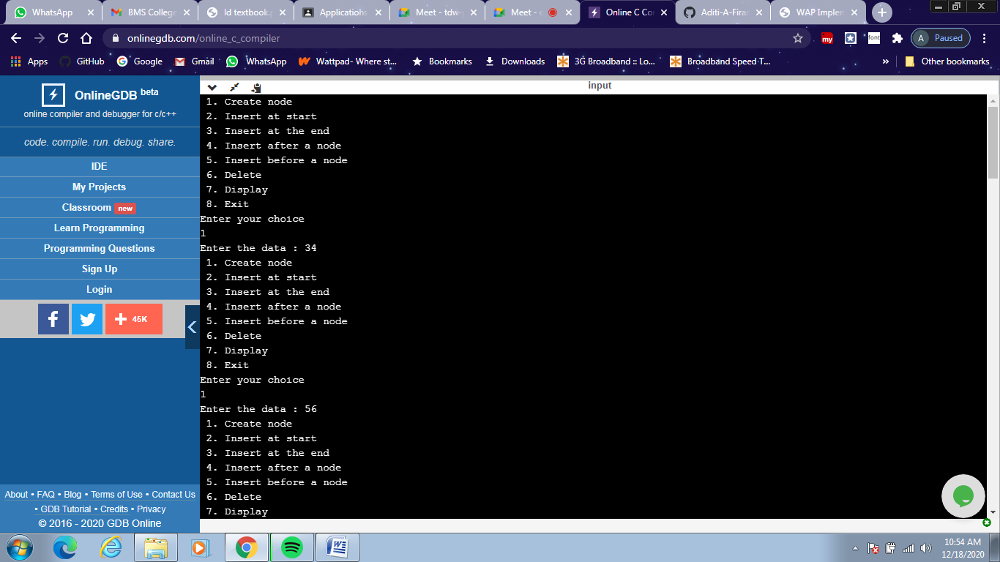 WhatsApp
BMS College
ld textbook.p
Applications
Meet - tdw-
Meet - c
Online C Co
Aditi-A-Firar
WAP Implem
onlinegdb.com/online_c_compiler
my
font
A Paused
Apps
GitHub
Google
Gmail
WhatsApp
Wattpad- Where st...
Bookmarks
Downloads
3G Broadband :: Lo...
Broadband Speed T...
»
Other bookmarks
OnlineGDB beta
online compiler and debugger for c/c++
code. compile. run. debug. share.
IDE
My Projects
Classroom new
Learn Programming
Programming Questions
Sign Up
Login
45K
About • FAQ • Blog • Terms of Use • Contact Us
• GDB Tutorial • Credits • Privacy
© 2016 - 2020 GDB Online
input
1. Create node
2. Insert at start
3. Insert at the end
4. Insert after a node
5. Insert before a node
6. Delete
7. Display
8. Exit
Enter your choice
1
Enter the data : 34
1. Create node
2. Insert at start
3. Insert at the end
4. Insert after a node
5. Insert before a node
6. Delete
7. Display
8. Exit
Enter your choice
1
Enter the data : 56
1. Create node
2. Insert at start
3. Insert at the end
4. Insert after a node
5. Insert before a node
6. Delete
7. Display
10:54 AM
12/18/2020